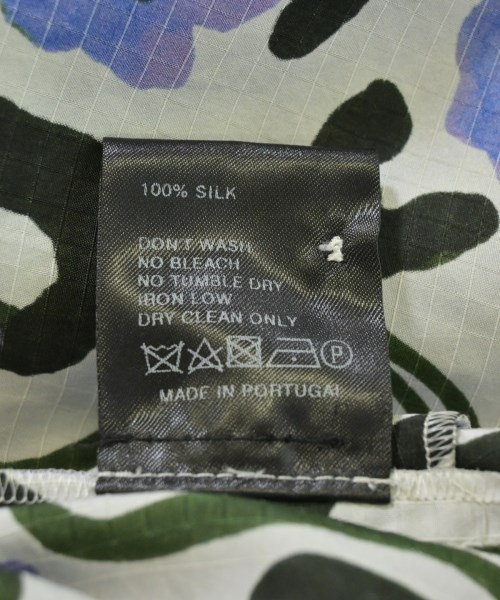 100% SILK
DON'T WASH
NO BLEACH
NO TUMBLE DRY
IRON LOW
DRY CLEAN ONLY
P
MADE IN PORTUGAL